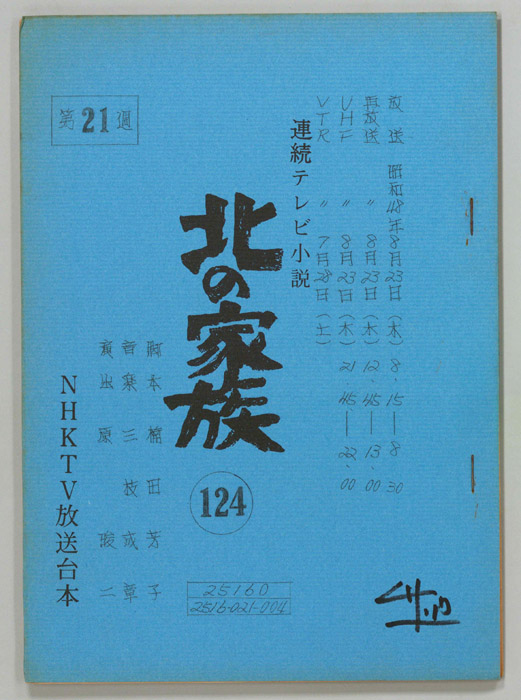 第21週
放送 昭和48年8月23日(木) 8.15―8.30
再放送 〃 8月23日(木) 12.45―13.00
UHF 〃 8月23日(木) 21.45―22.00
VTR 〃 7月28日(土)
連続テレビ小説
北の家族
124
脚本 楠田芳子
音楽 三枝成章
演出 原 睃二
NHKTV放送台本
25160
2516-021-004